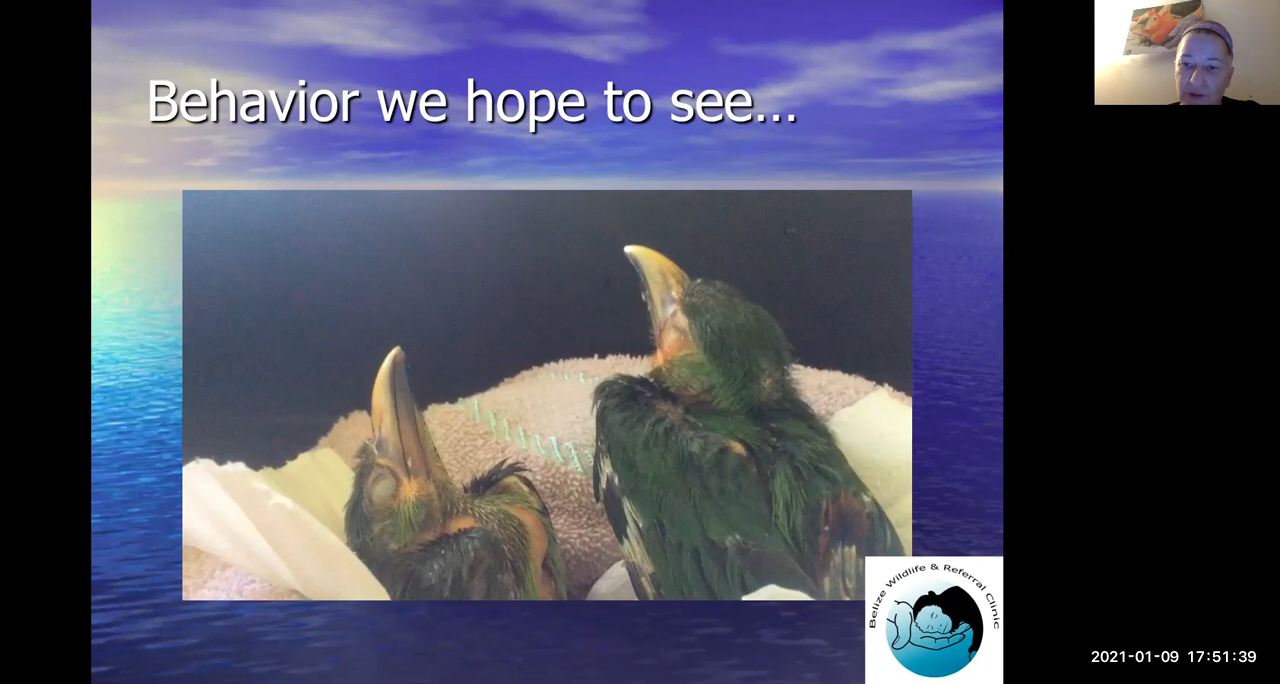 Behavior we hope to see...
Belize Wildlife & Referral Clinic
2021-01-09 17:51:39